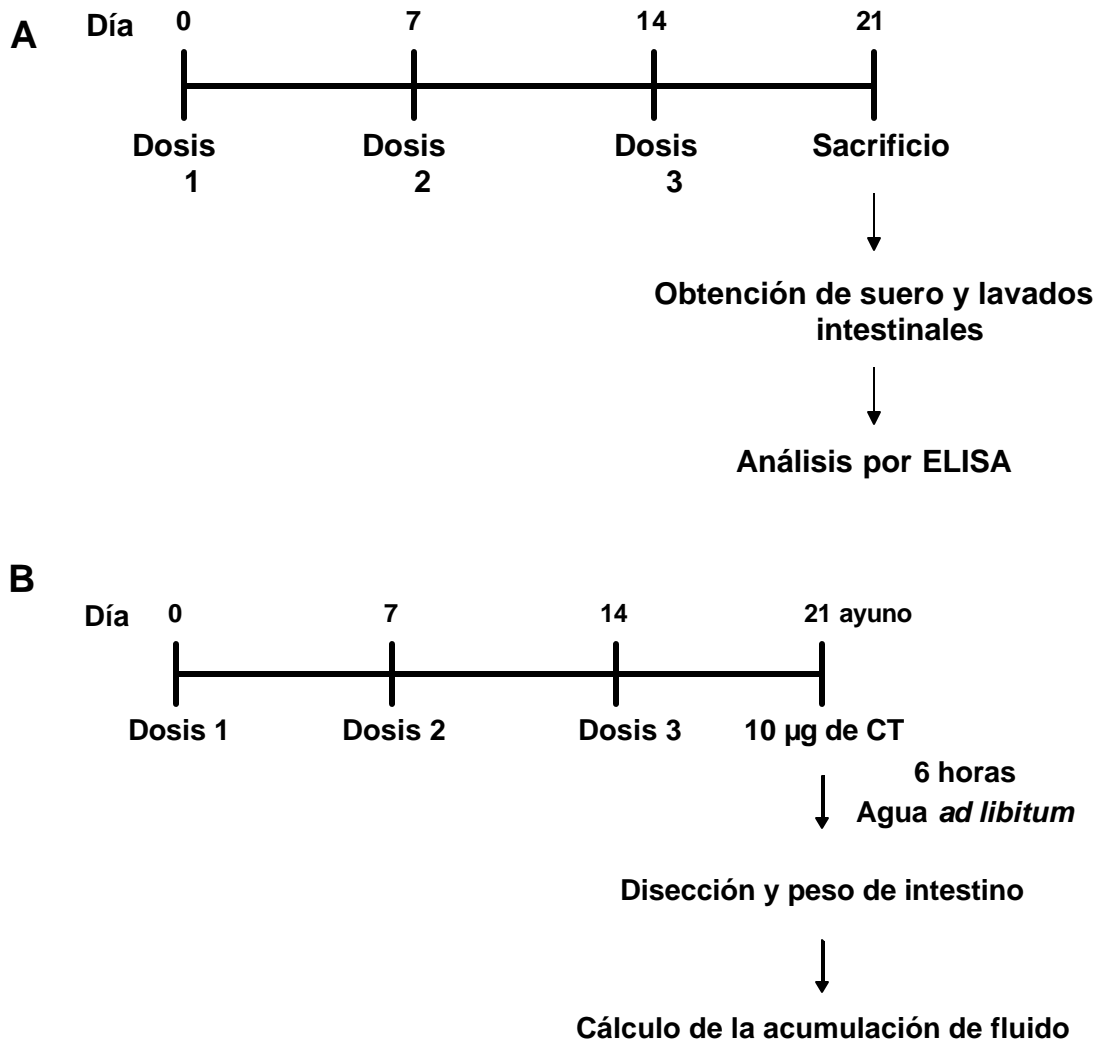 A
Día 0 7 14 21
Dosis Dosis Dosis Sacrificio
1 2 3
Obtención de suero y lavados
intestinales
Análisis por ELISA
B
Día 0 7 14 21 ayuno
Dosis 1 Dosis 2 Dosis 3 10 µg de CT
6 horas
Agua ad libitum
Disección y peso de intestino
Cálculo de la acumulación de fluido